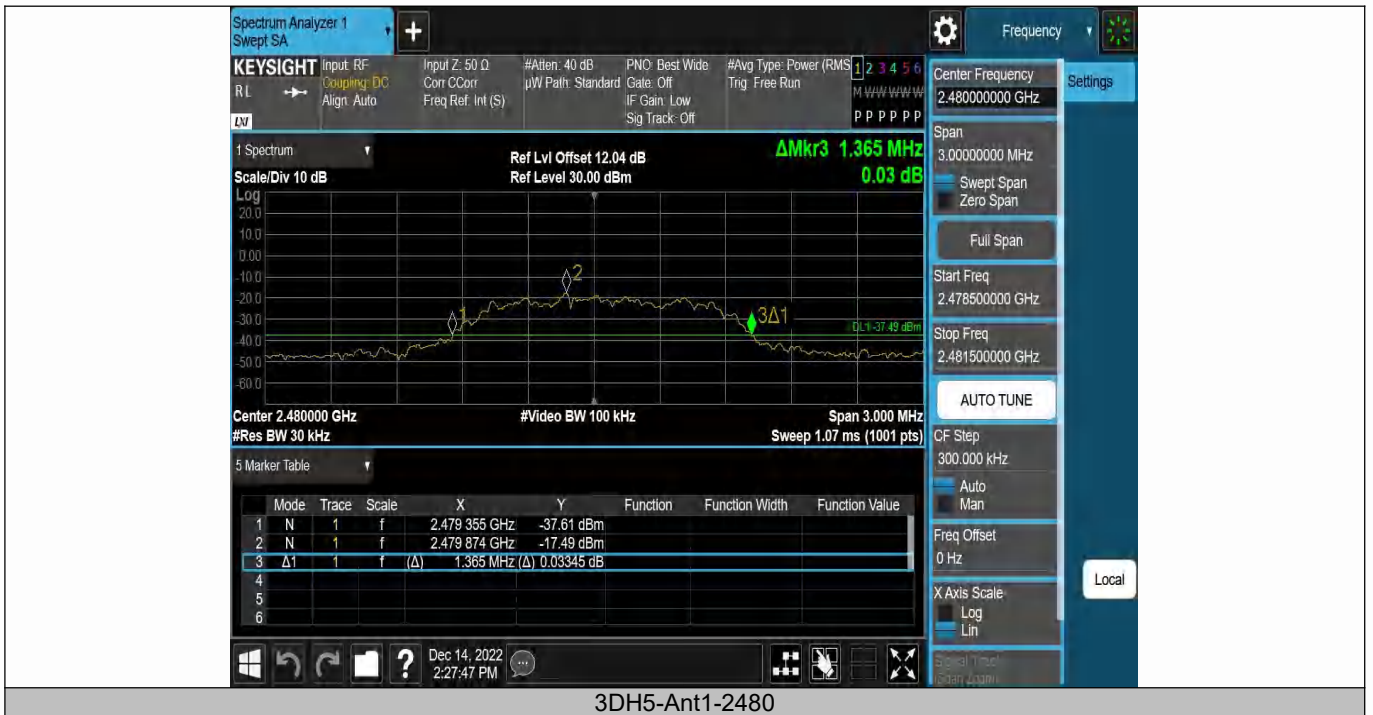 Spectrum Analyzer 1
Swept SA
+
Frequency
KEYSIGHT
R L
LXI
Input: RF
Coupling: DC
Align: Auto
Input Z: 50 Ω
Corr CCorr
Freq Ref: Int (S)
#Atten: 40 dB
µW Path: Standard
PNO: Best Wide
Gate: Off
IF Gain: Low
Sig Track: Off
#Avg Type: Power (RMS
Trig: Free Run
1 2 3 4 5 6
M W W W W W
P P P P P P
1 Spectrum
Scale/Div 10 dB
Ref Lvl Offset 12.04 dB
Ref Level 30.00 dBm
ΔMkr3 1.365 MHz
0.03 dB
Log
20.0
10.0
0.00
-10.0
-20.0
-30.0
-40.0
-50.0
-60.0
1
2
3Δ1
DL1 -37.49 dBm
Center 2.480000 GHz
#Video BW 100 kHz
Span 3.000 MHz
#Res BW 30 kHz
Sweep 1.07 ms (1001 pts)
5 Marker Table
Mode Trace Scale X Y Function Function Width Function Value
1 N 1 f 2.479 355 GHz -37.61 dBm
2 N 1 f 2.479 874 GHz -17.49 dBm
3 Δ1 1 f (Δ) 1.365 MHz (Δ) 0.03345 dB
4
5
6
?
Dec 14, 2022
2:27:47 PM
Center Frequency
2.480000000 GHz
Settings
Span
3.00000000 MHz
Swept Span
Zero Span
Full Span
Start Freq
2.478500000 GHz
Stop Freq
2.481500000 GHz
AUTO TUNE
CF Step
300.000 kHz
Auto
Man
Freq Offset
0 Hz
X Axis Scale
Log
Lin
Local
3DH5-Ant1-2480